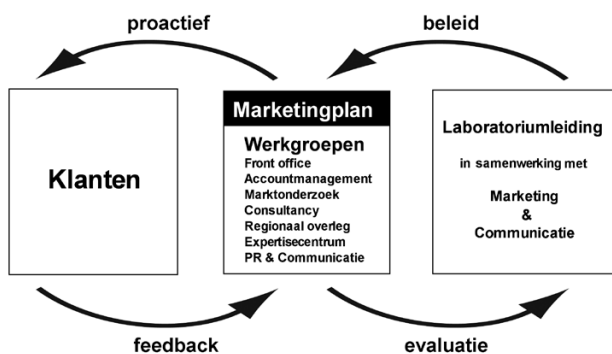 proactief
beleid
Klanten
Marketingplan
Werkgroepen
Front office
Accountmanagement
Marktonderzoek
Consultancy
Regionaal overleg
Expertisecentrum
PR & Communicatie
Laboratoriumleiding
in samenwerking met
Marketing
&
Communicatie
feedback
evaluatie